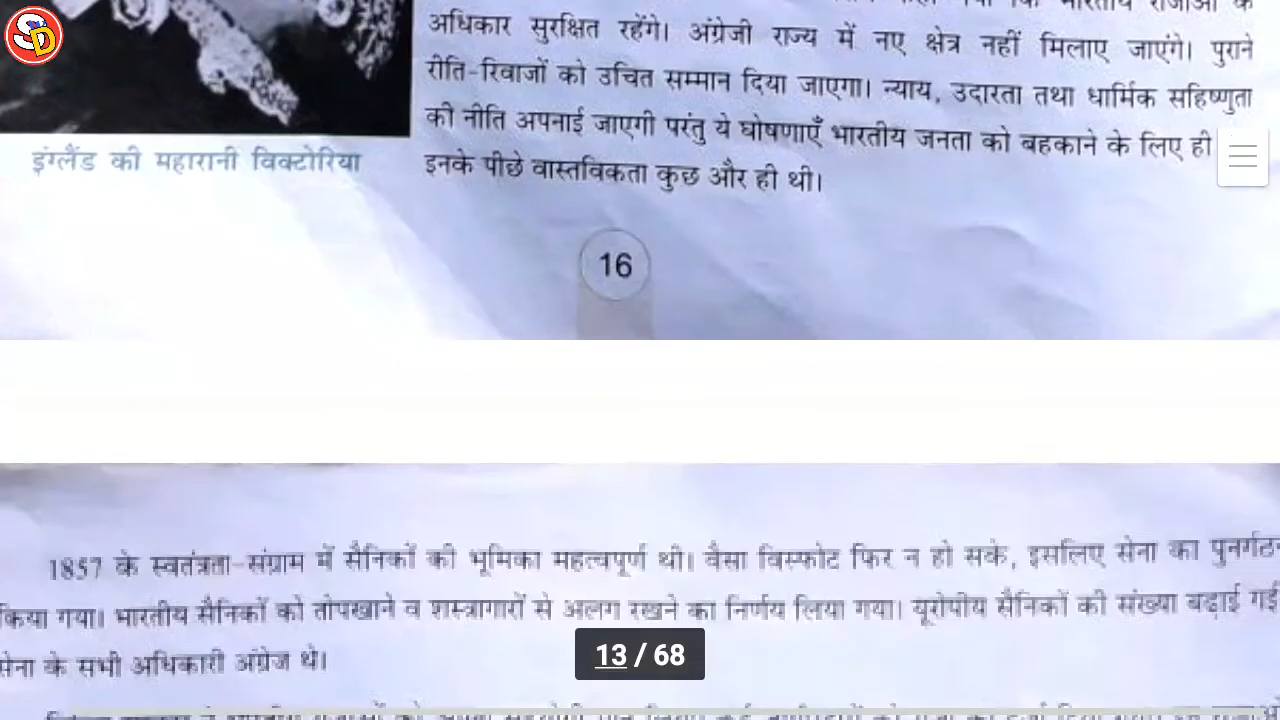 SD
अधिकार सुरक्षित रहेंगे। अंग्रेजी राज्य में नए क्षेत्र नहीं मिलाए जाएंगे। पुराने
रीति-रिवाजों को उचित सम्मान दिया जाएगा। न्याय, उदारता तथा धार्मिक सहिष्णुता
की नीति अपनाई जाएगी परंतु ये घोषणाएँ भारतीय जनता को बहकाने के लिए ही
इनके पीछे वास्तविकता कुछ और ही थी।
इंग्लैंड की महारानी विक्टोरिया
16
1857 के स्वतंत्रता-संग्राम में सैनिकों की भूमिका महत्वपूर्ण थी। वैसा विस्फोट फिर न हो सके, इसलिए सेना का पुनर्गठन
किया गया। भारतीय सैनिकों को तोपखाने व शस्त्रागारों से अलग रखने का निर्णय लिया गया। यूरोपीय सैनिकों की संख्या बढ़ाई गई
सेना के सभी अधिकारी अंग्रेज थे।
13 / 68